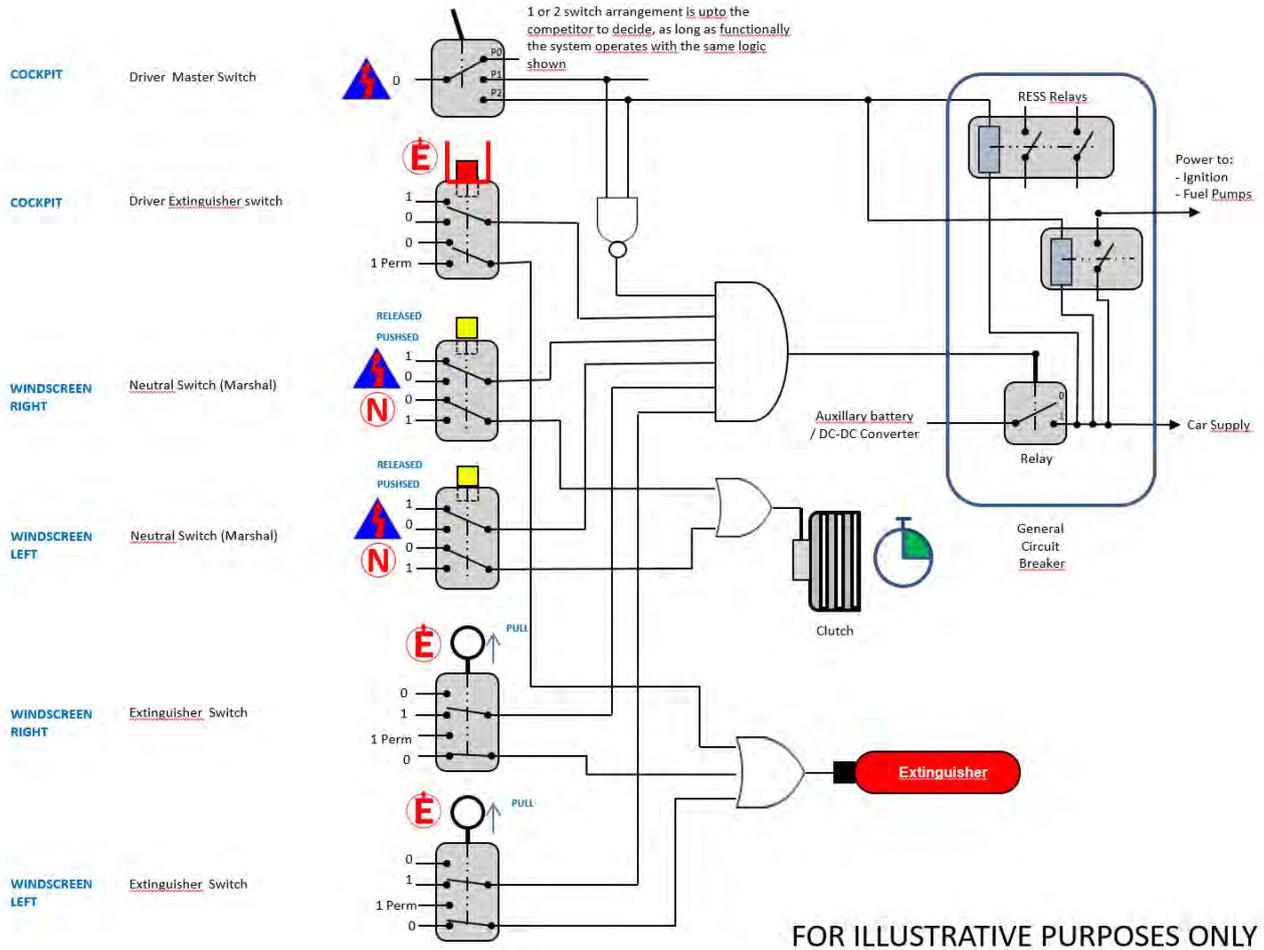 1 or 2 switch arrangement is upto the
competitor to decide, as long as functionally
the system operates with the same logic
shown
COCKPIT
Driver Master Switch
0
P0
P1
P2
RESS Relays
Power to:
- Ignition
- Fuel Pumps
E
COCKPIT
Driver Extinguisher switch
1
0
0
1 Perm
RELEASED
PUSHSED
WINDSCREEN
RIGHT
Neutral Switch (Marshal)
1
0
N
0
1
Auxillary battery
/ DC-DC Converter
0
1
Car Supply
Relay
RELEASED
PUSHSED
WINDSCREEN
LEFT
Neutral Switch (Marshal)
1
0
N
0
1
General
Circuit
Breaker
Clutch
E
PULL
WINDSCREEN
RIGHT
Extinguisher Switch
0
1
1 Perm
0
Extinguisher
E
PULL
WINDSCREEN
LEFT
Extinguisher Switch
0
1
1 Perm
0
FOR ILLUSTRATIVE PURPOSES ONLY